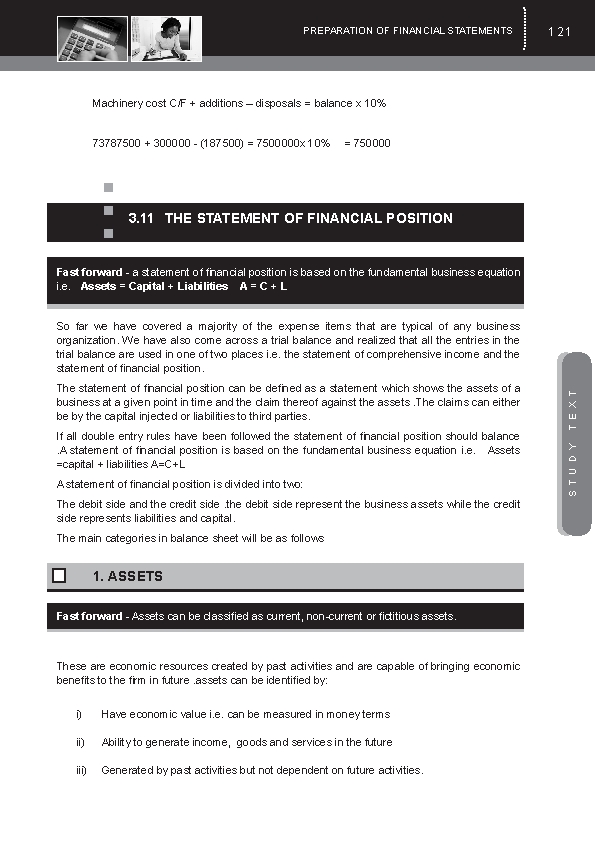 PREPARATION OF FINANCIAL STATEMENTS 121
Machinery cost C/F + additions – disposals = balance x 10%
73787500 + 300000 - (187500) = 7500000x 10% = 750000
3.11 THE STATEMENT OF FINANCIAL POSITION
Fast forward - a statement of financial position is based on the fundamental business equation
i.e. Assets = Capital + Liabilities A = C + L
So far we have covered a majority of the expense items that are typical of any business
organization. We have also come across a trial balance and realized that all the entries in the
trial balance are used in one of two places i.e. the statement of comprehensive income and the
statement of financial position.
The statement of financial position can be defined as a statement which shows the assets of a
business at a given point in time and the claim thereof against the assets .The claims can either
be by the capital injected or liabilities to third parties.
If all double entry rules have been followed the statement of financial position should balance
.A statement of financial position is based on the fundamental business equation i.e. Assets
=capital + liabilities A=C+L
A statement of financial position is divided into two:
The debit side and the credit side .the debit side represent the business assets while the credit
side represents liabilities and capital.
The main categories in balance sheet will be as follows
STUDY TEXT
1. ASSETS
Fast forward - Assets can be classified as current, non-current or fictitious assets.
These are economic resources created by past activities and are capable of bringing economic
benefits to the firm in future .assets can be identified by:
i) Have economic value i.e. can be measured in money terms
ii) Ability to generate income, goods and services in the future
iii) Generated by past activities but not dependent on future activities.